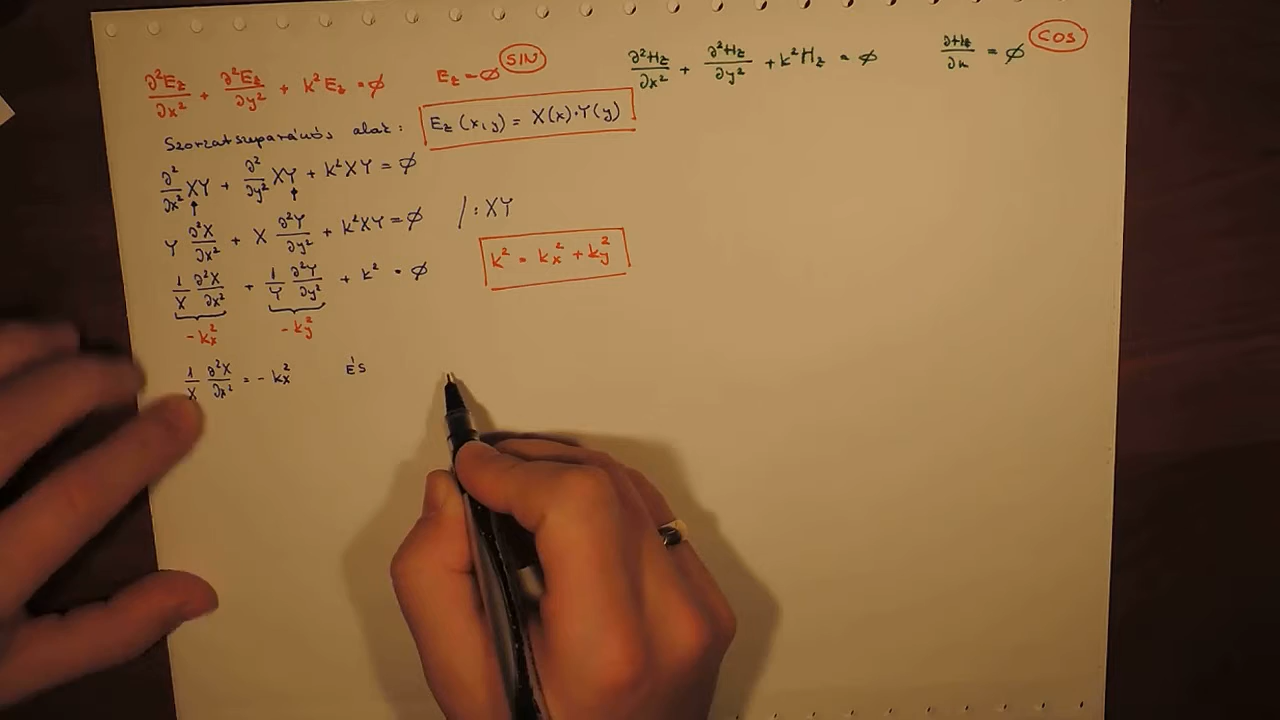 ∂²E_z/∂x² + ∂²E_z/∂y² + k²E_z = ∅
E_z = ∅ SIN
∂²H_z/∂x² + ∂²H_z/∂y² + k²H_z = ∅
∂H_z/∂n = ∅ COS
Szorzatszeparációs alak: E_z(x,y) = X(x)·Y(y)
∂²/∂x² XY + ∂²/∂y² XY + k²XY = ∅
Y ∂²X/∂x² + X ∂²Y/∂y² + k²XY = ∅ /:XY
1/X ∂²X/∂x² + 1/Y ∂²Y/∂y² + k² = ∅
k² = k_x² + k_y²
-k_x² -k_y²
1/X ∂²X/∂x² = -k_x² ÉS